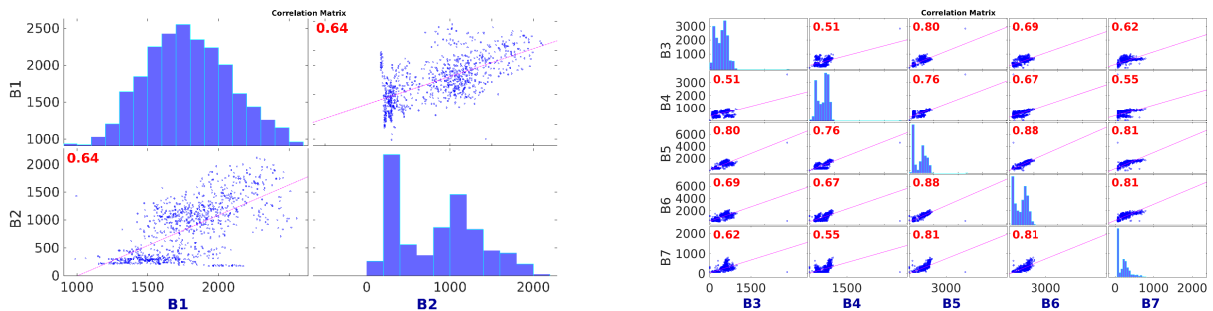 Correlation Matrix
0.64
B1
2500
2000
1500
1000
0.64
B2
2000
1500
1000
500
0
1000 1500 2000
0 1000 2000
B1 B2
Correlation Matrix
B3 3000 2000 1000 0.51 0.80 0.69 0.62
B4 3000 2000 1000 0.51 0.76 0.67 0.55
B5 6000 4000 2000 0.80 0.76 0.88 0.81
B6 6000 4000 2000 0 0.69 0.67 0.88 0.81
B7 2000 1000 0 0.62 0.55 0.81 0.81
0 1500 1500 3000 3000 0 1000 2000
B3 B4 B5 B6 B7